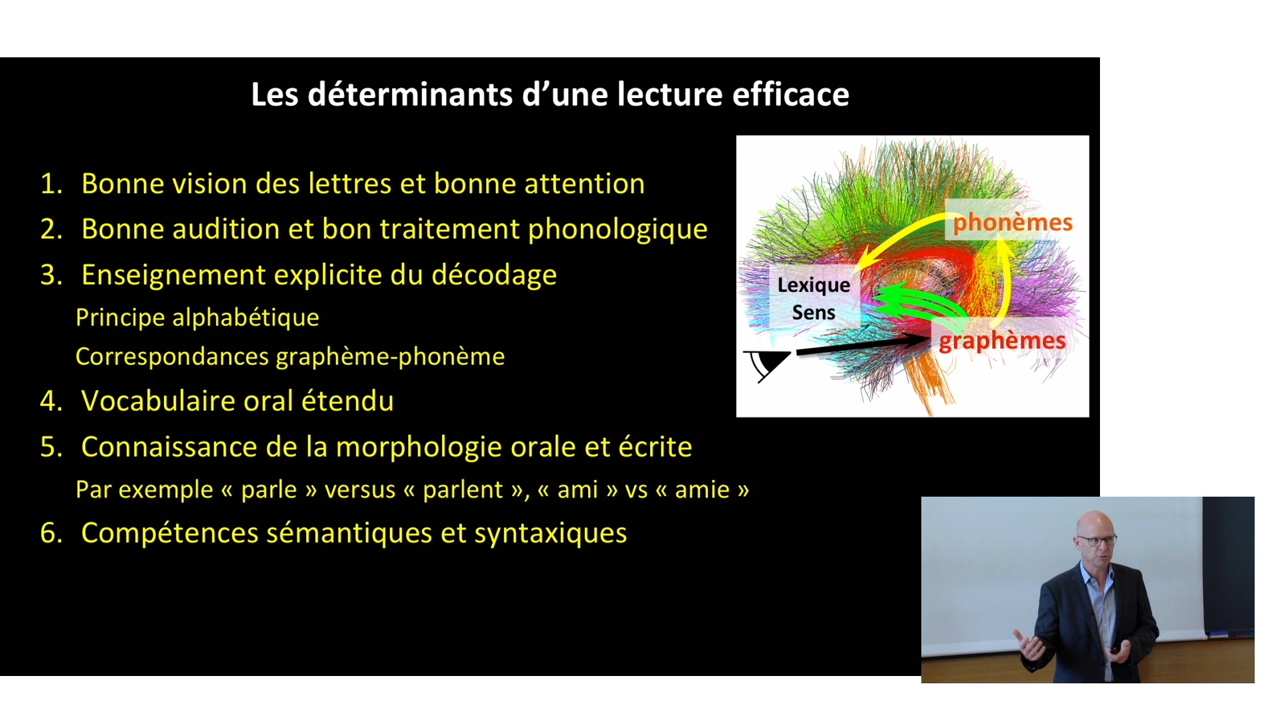 Les déterminants d’une lecture efficace
1. Bonne vision des lettres et bonne attention
2. Bonne audition et bon traitement phonologique
3. Enseignement explicite du décodage
Principe alphabétique
Correspondances graphème-phonème
4. Vocabulaire oral étendu
5. Connaissance de la morphologie orale et écrite
Par exemple « parle » versus « parlent », « ami » vs « amie »
6. Compétences sémantiques et syntaxiques
phonèmes
Lexique
Sens
graphèmes